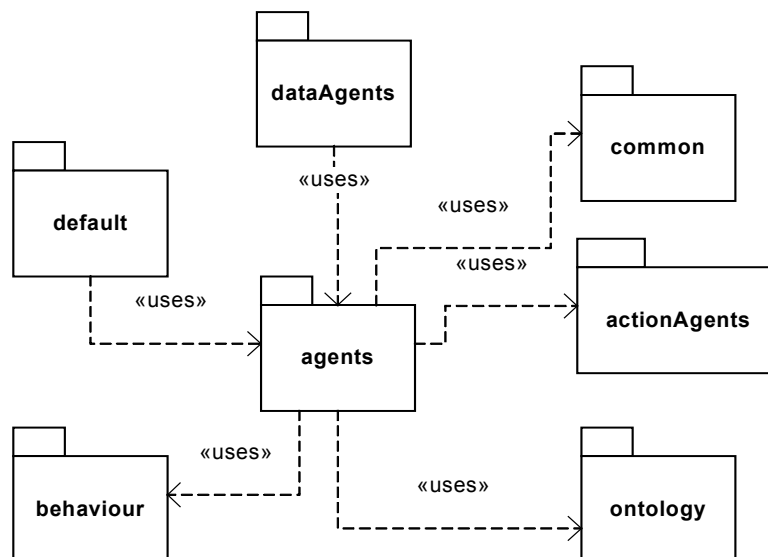 dataAgents
common
«uses»
«uses»
default
«uses»
«uses»
actionAgents
agents
«uses»
«uses»
behaviour
ontology